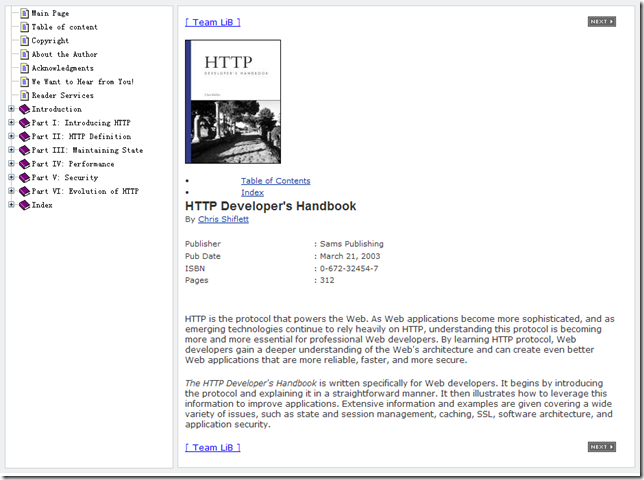 Main Page
Table of content
Copyright
About the Author
Acknowledgments
We Want to Hear from You!
Reader Services
Introduction
Part I: Introducing HTTP
Part II: HTTP Definition
Part III: Maintaining State
Part IV: Performance
Part V: Security
Part VI: Evolution of HTTP
Index
[ Team LiB ]
NEXT
HTTP
DEVELOPER'S HANDBOOK
• Table of Contents
• Index
HTTP Developer's Handbook
By Chris Shiflett
Publisher : Sams Publishing
Pub Date : March 21, 2003
ISBN : 0-672-32454-7
Pages : 312
HTTP is the protocol that powers the Web. As Web applications become more sophisticated, and as
emerging technologies continue to rely heavily on HTTP, understanding this protocol is becoming
more and more essential for professional Web developers. By learning HTTP protocol, Web
developers gain a deeper understanding of the Web's architecture and can create even better
Web applications that are more reliable, faster, and more secure.
The HTTP Developer's Handbook is written specifically for Web developers. It begins by introducing
the protocol and explaining it in a straightforward manner. It then illustrates how to leverage this
information to improve applications. Extensive information and examples are given covering a wide
variety of issues, such as state and session management, caching, SSL, software architecture, and
application security.
[ Team LiB ]
NEXT